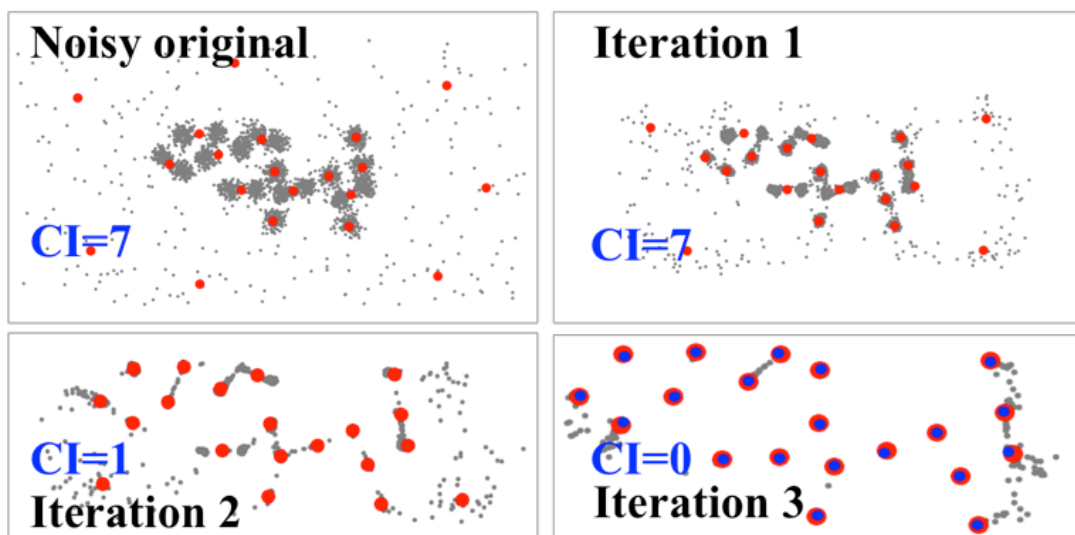 Noisy original
CI=7
Iteration 1
CI=7
CI=1
Iteration 2
CI=0
Iteration 3